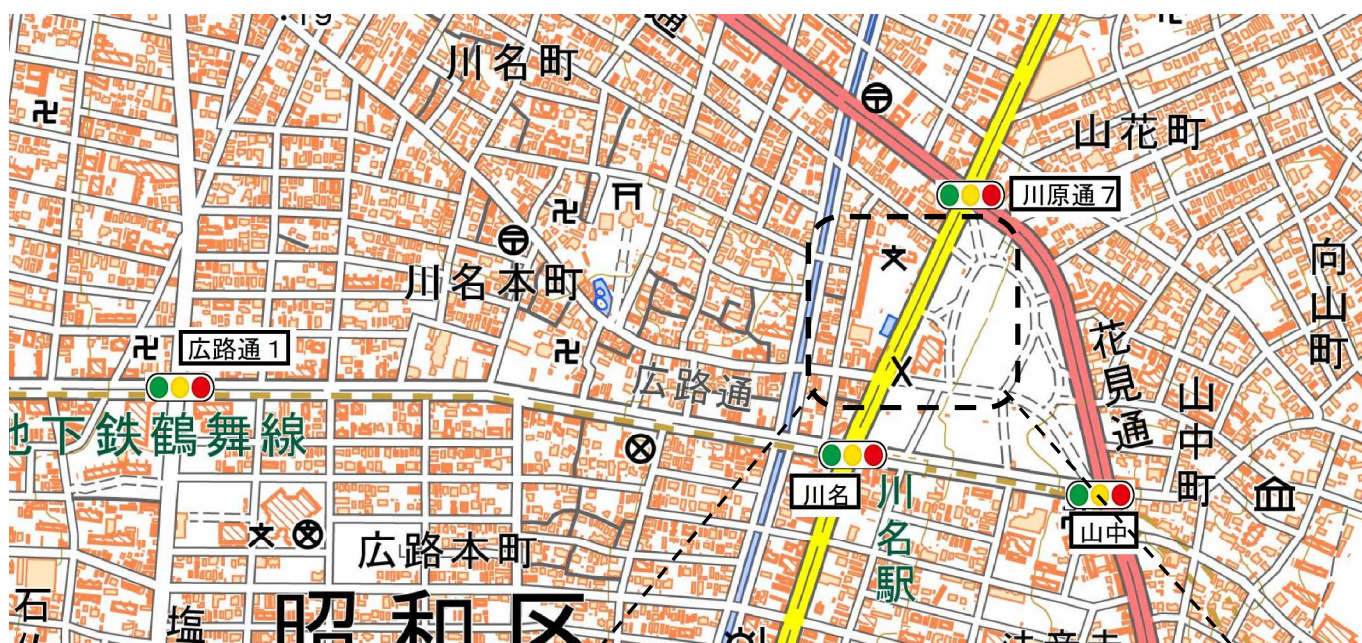 川名町
山花町
川原通7
向山町
川名本町
広路通1
広路通
花見通
山中町
地下鉄鶴舞線
川名
川名駅
山中
広路本町
昭和区
石
塩